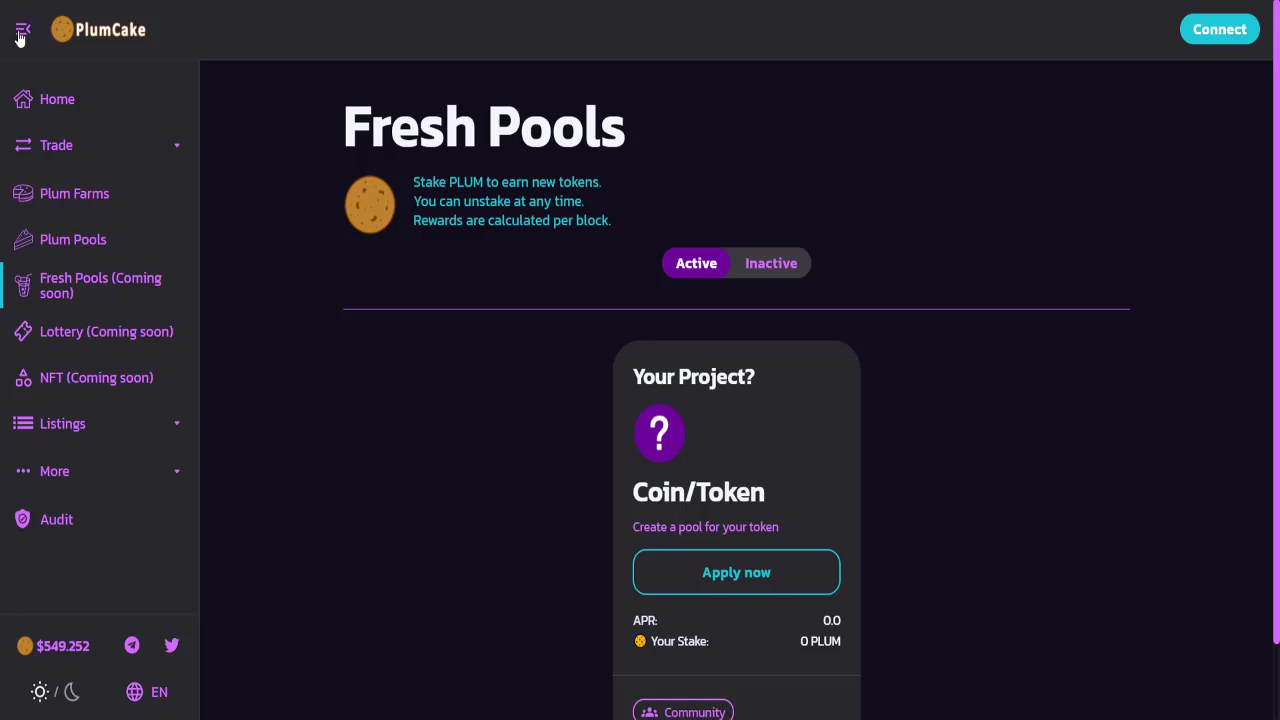 PlumCake
Connect
Home
Trade
Plum Farms
Plum Pools
Fresh Pools (Coming
soon)
Lottery (Coming soon)
NFT (Coming soon)
Listings
More
Audit
$549.252
/
EN
Fresh Pools
Stake PLUM to earn new tokens.
You can unstake at any time.
Rewards are calculated per block.
Active Inactive
Your Project?
?
Coin/Token
Create a pool for your token
Apply now
APR: 0.0
Your Stake: 0 PLUM
Community